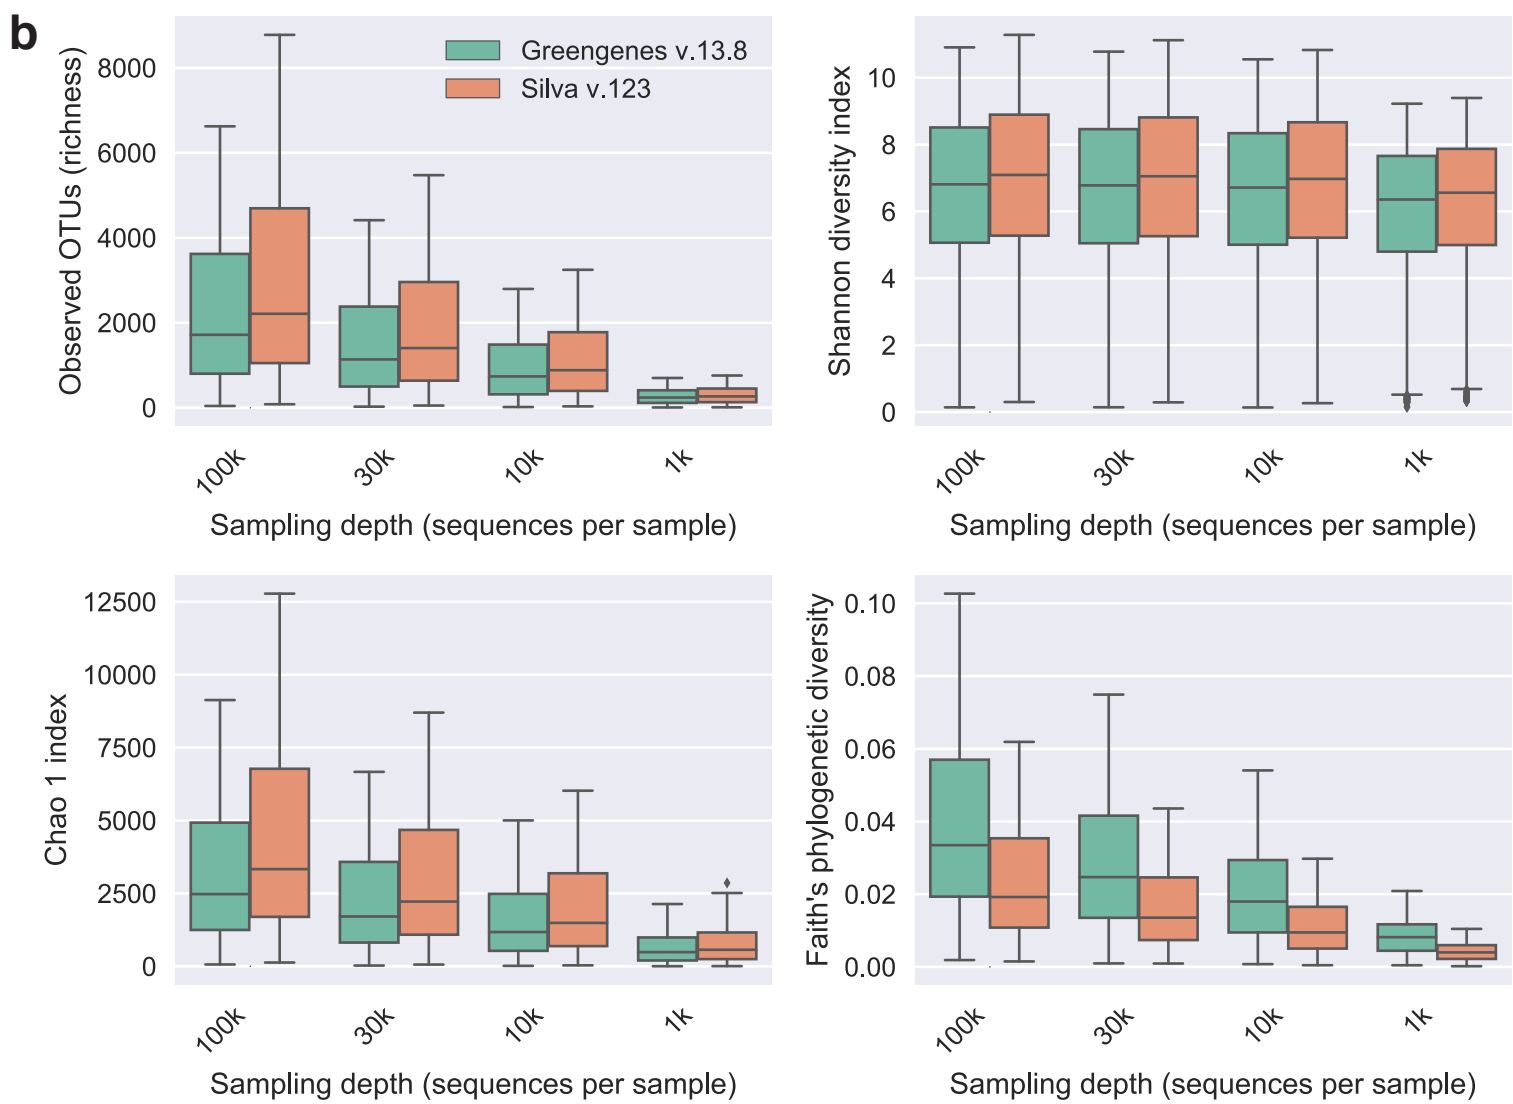 b
Observed OTUs (richness)
8000
6000
4000
2000
0
Greengenes v.13.8
Silva v.123
100k
30k
10k
1k
Sampling depth (sequences per sample)
Shannon diversity index
10
8
6
4
2
0
100k
30k
10k
1k
Sampling depth (sequences per sample)
Chao 1 index
12500
10000
7500
5000
2500
0
100k
30k
10k
1k
Sampling depth (sequences per sample)
Faith's phylogenetic diversity
0.10
0.08
0.06
0.04
0.02
0.00
100k
30k
10k
1k
Sampling depth (sequences per sample)